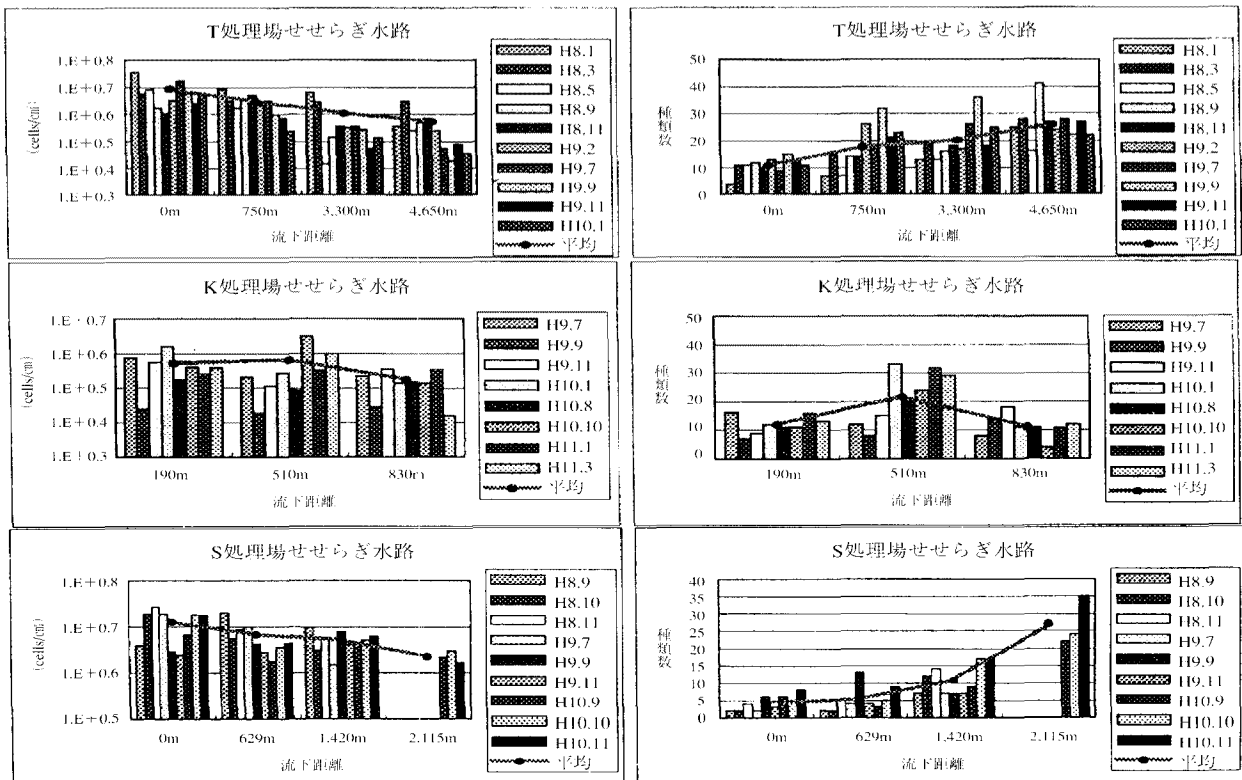 T処理場せせらぎ水路
1.E+0.8
1.E+0.7
1.E+0.6
1.E+0.5
1.E+0.4
1.E+0.3
(cells/cm)
0m 750m 3,300m 4,650m
流下距離
H8.1
H8.3
H8.5
H8.9
H8.11
H9.2
H9.7
H9.9
H9.11
H10.1
平均
T処理場せせらぎ水路
50
40
30
20
10
0
種類数
0m 750m 3,300m 4,650m
流下距離
H8.1
H8.3
H8.5
H8.9
H8.11
H9.2
H9.7
H9.9
H9.11
H10.1
平均
K処理場せせらぎ水路
1.E+0.7
1.E+0.6
1.E+0.5
1.E+0.4
1.E+0.3
(cells/cm)
190m 510m 830m
流下距離
H9.7
H9.9
H9.11
H10.1
H10.8
H10.10
H11.1
H11.3
平均
K処理場せせらぎ水路
50
40
30
20
10
0
種類数
190m 510m 830m
流下距離
H9.7
H9.9
H9.11
H10.1
H10.8
H10.10
H11.1
H11.3
平均
S処理場せせらぎ水路
1.E+0.8
1.E+0.7
1.E+0.6
1.E+0.5
(cells/cm)
0m 629m 1.420m 2.115m
流下距離
H8.9
H8.10
H8.11
H9.7
H9.9
H9.11
H10.9
H10.10
H10.11
平均
S処理場せせらぎ水路
40
35
30
25
20
15
10
5
0
種類数
0m 629m 1.420m 2.115m
流下距離
H8.9
H8.10
H8.11
H9.7
H9.9
H9.11
H10.9
H10.10
H10.11
平均